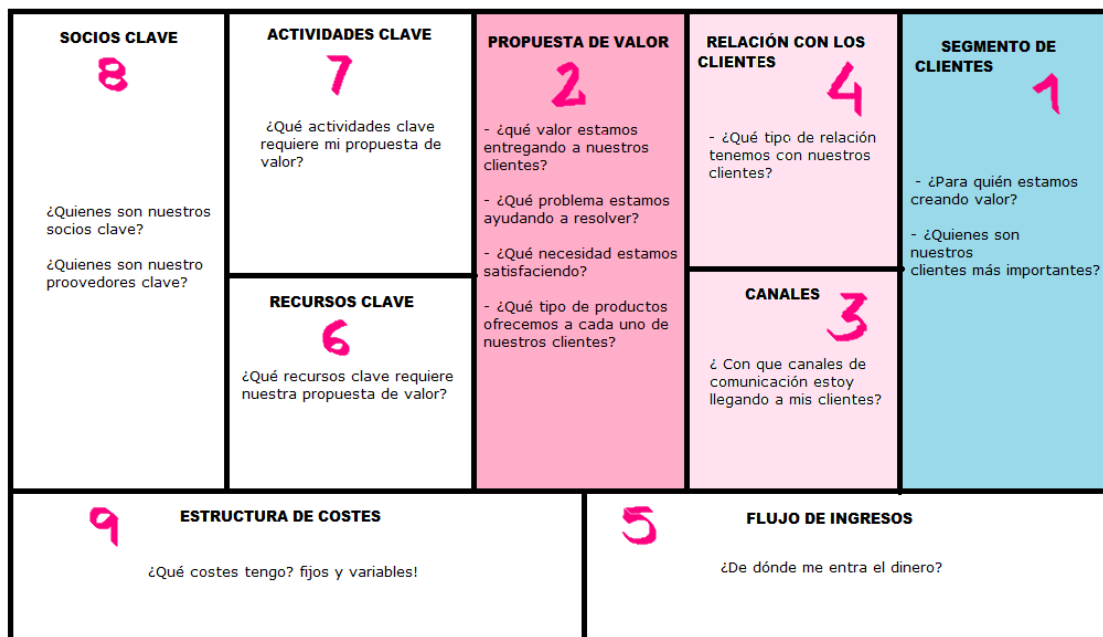 SOCIOS CLAVE
8
¿Quienes son nuestros
socios clave?
¿Quienes son nuestro
proovedores clave?
ACTIVIDADES CLAVE
7
¿Qué actividades clave
requiere mi propuesta de
valor?
RECURSOS CLAVE
6
¿Qué recursos clave requiere
nuestra propuesta de valor?
PROPUESTA DE VALOR
2
- ¿qué valor estamos
entregando a nuestros
clientes?
- ¿Qué problema estamos
ayudando a resolver?
- ¿Qué necesidad estamos
satisfaciendo?
- ¿Qué tipo de productos
ofrecemos a cada uno de
nuestros clientes?
RELACIÓN CON LOS
CLIENTES
4
- ¿Qué tipo de relación
tenemos con nuestros
clientes?
CANALES
3
¿ Con que canales de
comunicación estoy
llegando a mis clientes?
SEGMENTO DE
CLIENTES
1
- ¿Para quién estamos
creando valor?
- ¿Quienes son
nuestros
clientes más importantes?
9
ESTRUCTURA DE COSTES
¿Qué costes tengo? fijos y variables!
5
FLUJO DE INGRESOS
¿De dónde me entra el dinero?